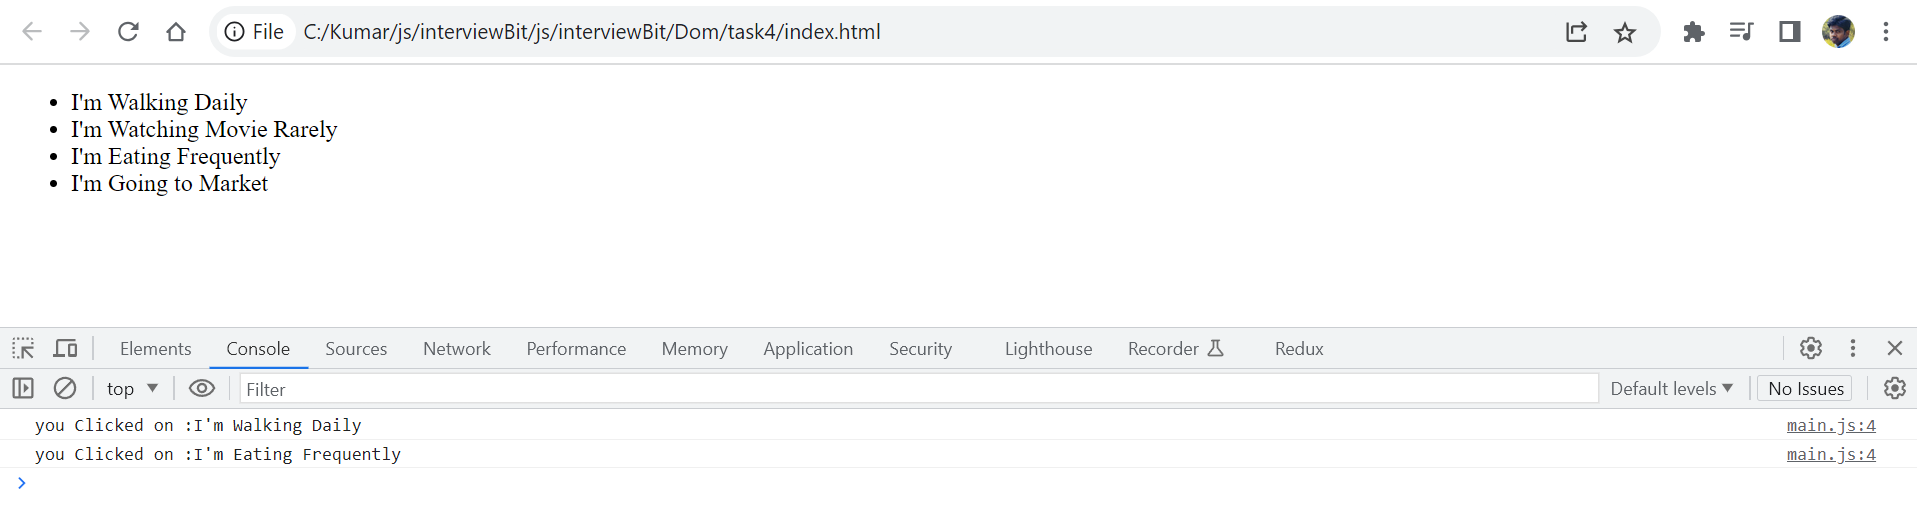 File C:/Kumar/js/interviewBit/js/interviewBit/Dom/task4/index.html
I'm Walking Daily
I'm Watching Movie Rarely
I'm Eating Frequently
I'm Going to Market
Elements Console Sources Network Performance Memory Application Security Lighthouse Recorder Redux
top Filter Default levels No Issues
you Clicked on :I'm Walking Daily main.js:4
you Clicked on :I'm Eating Frequently main.js:4